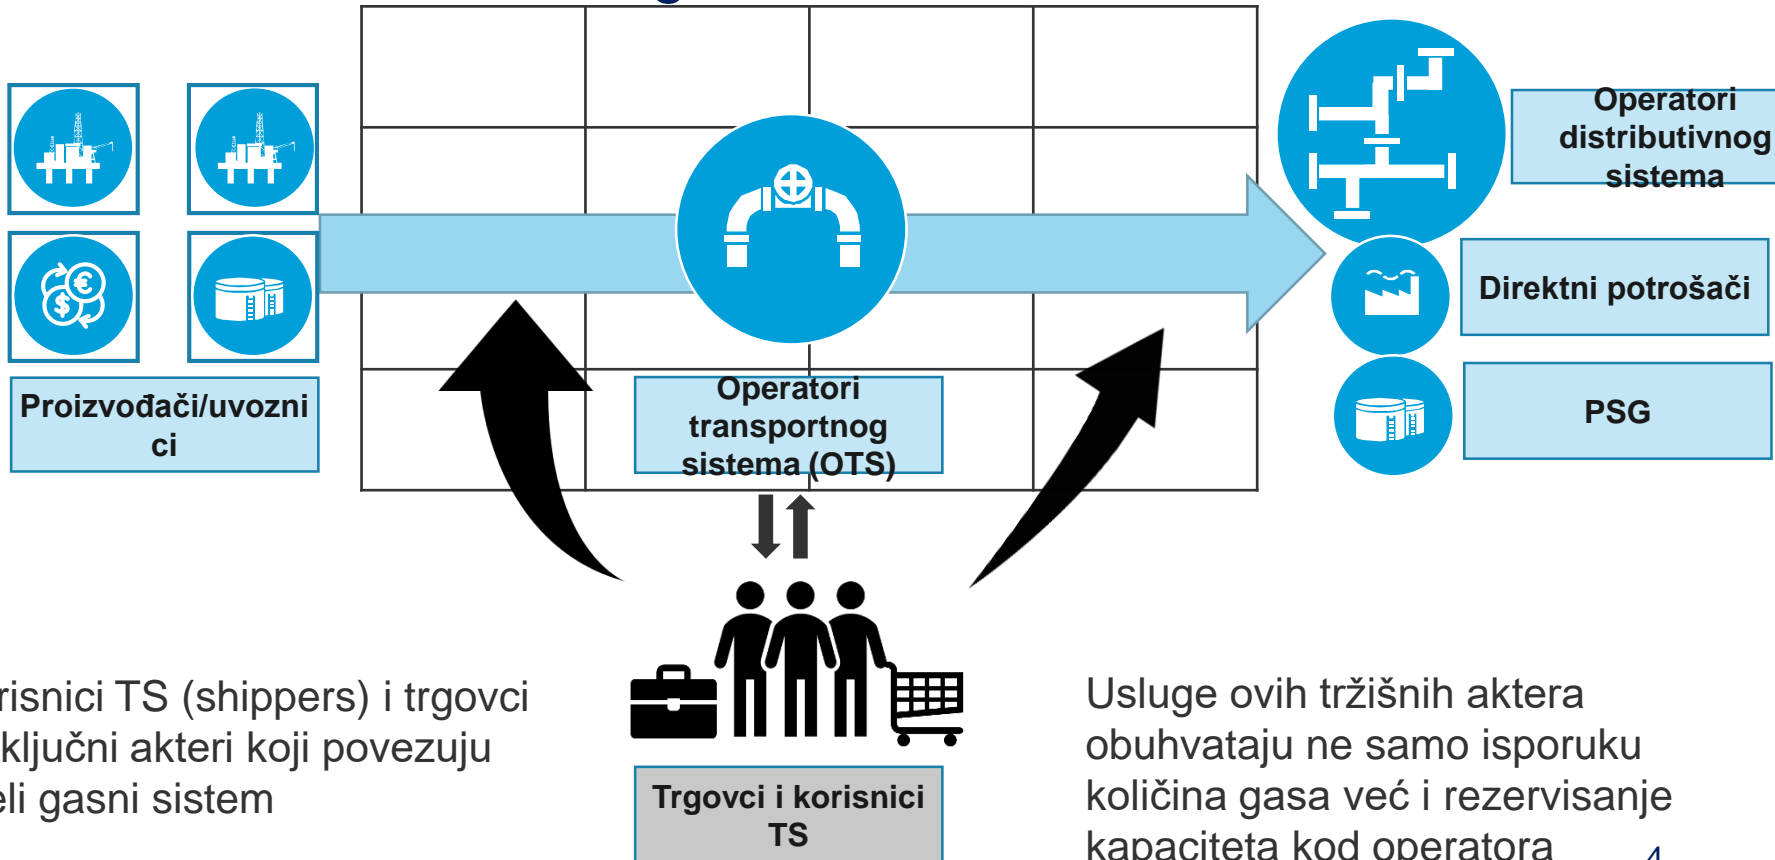 Operatori
distributivnog
sistema
Direktni potrošači
PSG
Proizvođači/uvozni
ci
Operatori
transportnog
sistema (OTS)
risnici TS (shippers) i trgovci
ključni akteri koji povezuju
eli gasni sistem
Trgovci i korisnici
TS
Usluge ovih tržišnih aktera
obuhvataju ne samo isporuku
količina gasa već i rezervisanje
kapaciteta kod operatora
4